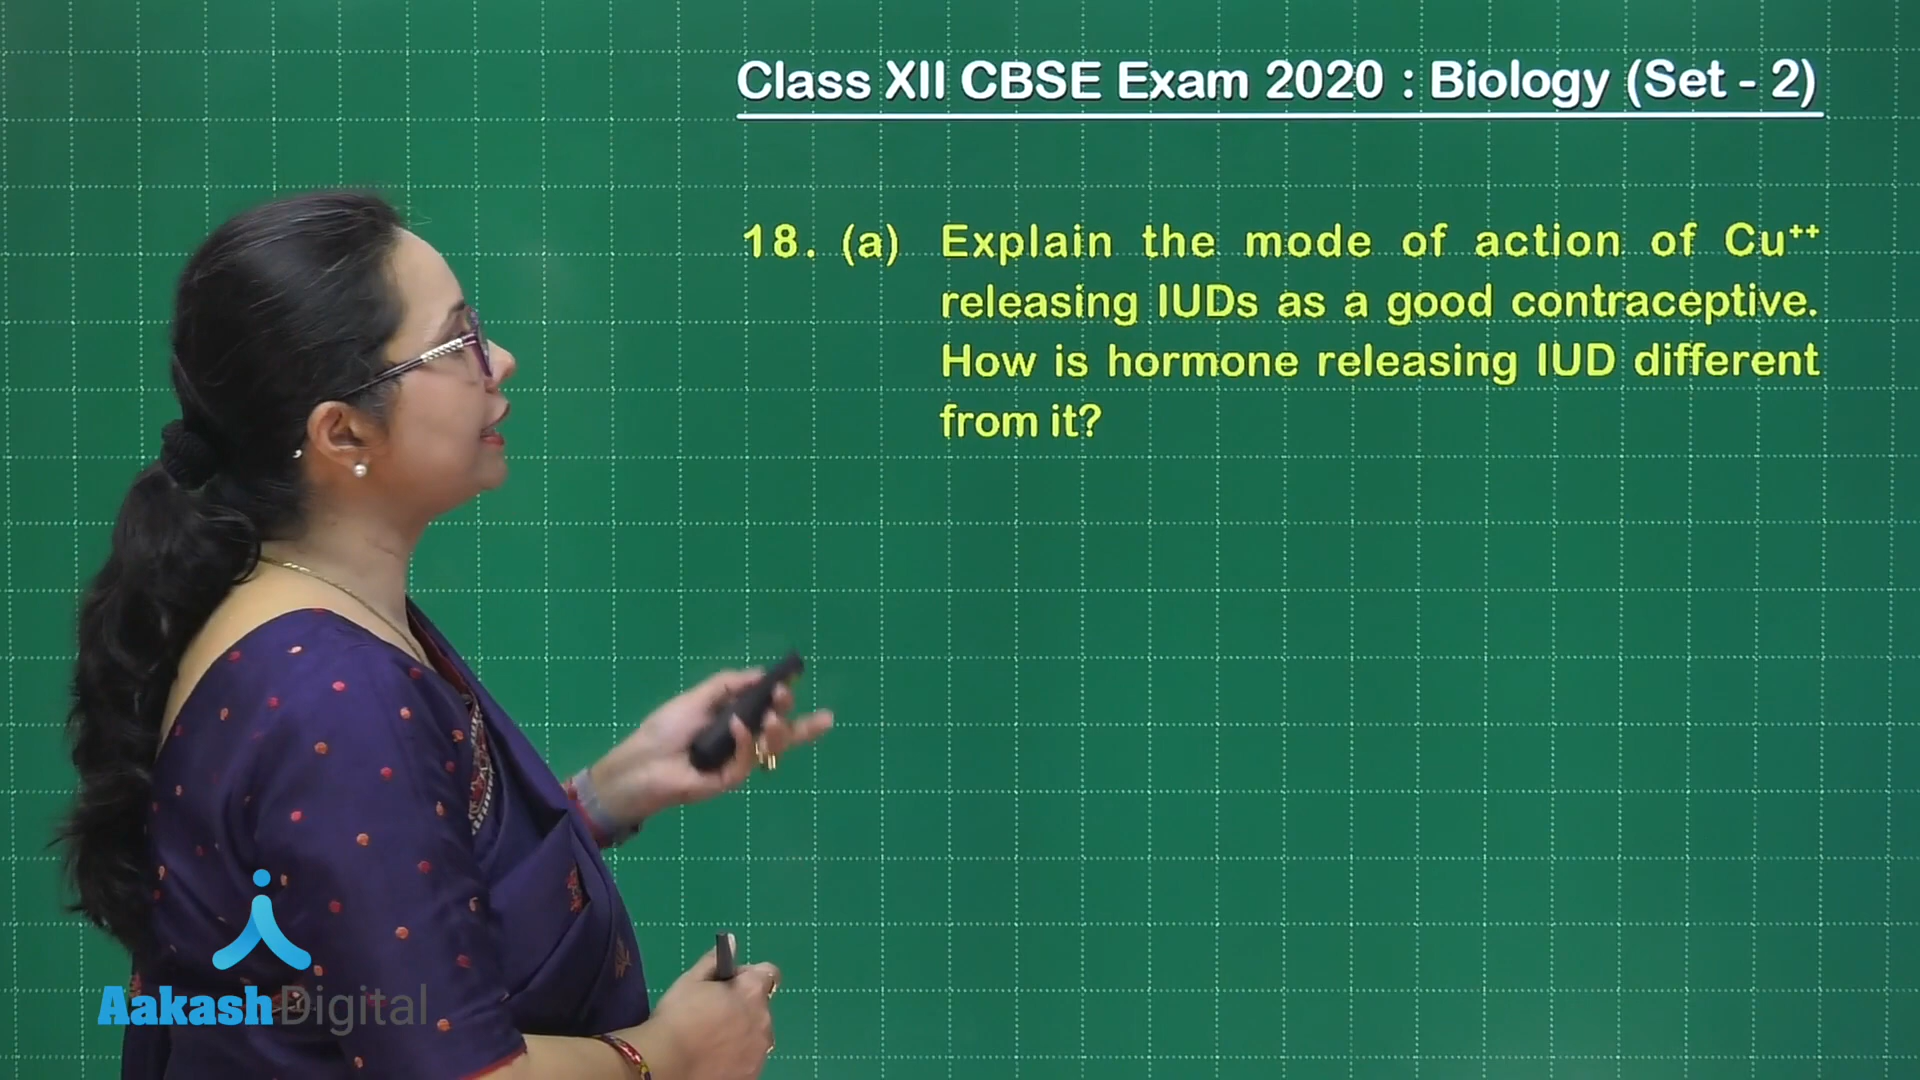 Class XII CBSE Exam 2020 : Biology (Set - 2)
18. (a) Explain the mode of action of Cu⁺⁺
releasing IUDs as a good contraceptive.
How is hormone releasing IUD different
from it?
AakashDigital